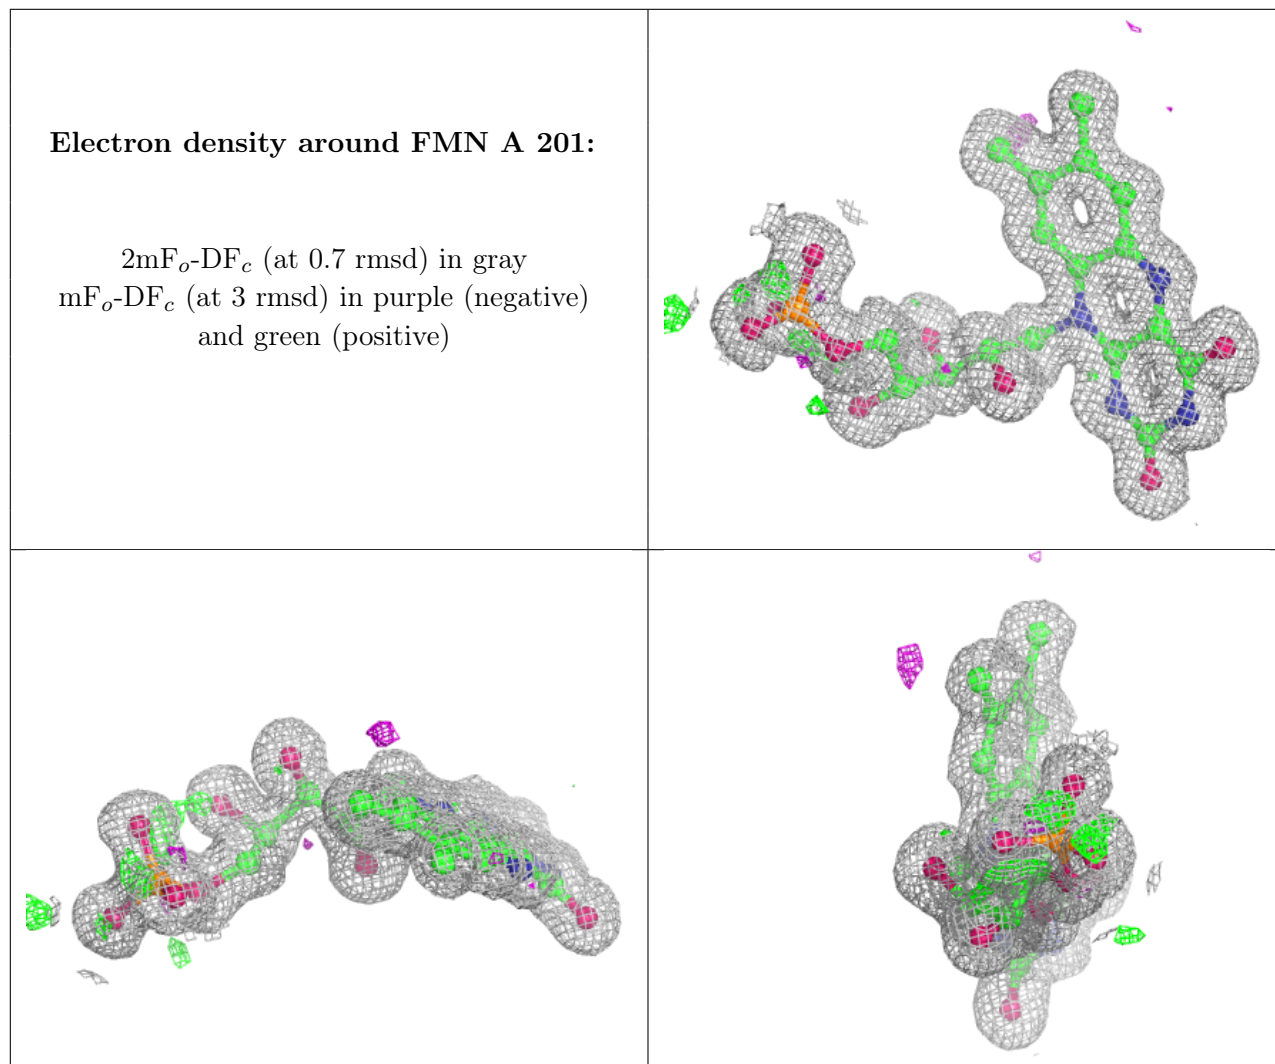 Electron density around FMN A 201:
2mFo-DFc (at 0.7 rmsd) in gray
mFo-DFc (at 3 rmsd) in purple (negative)
and green (positive)